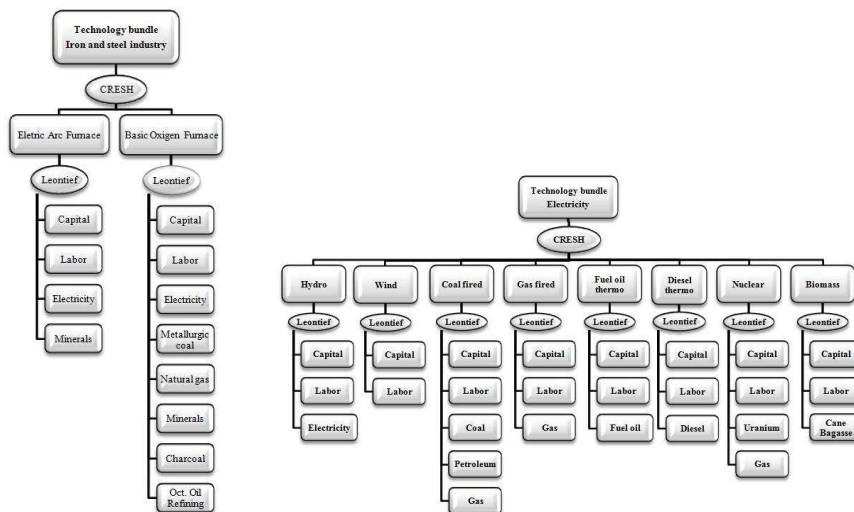 Technology bundle
Iron and steel industry
CRESH
Eletric Arc Furnace
Basic Oxigen Furnace
Leontief
Leontief
Capital
Labor
Electricity
Minerals
Capital
Labor
Electricity
Metallurgic
coal
Natural gas
Minerals
Charcoal
Oct. Oil
Refining
Technology bundle
Electricity
CRESH
Hydro
Wind
Coal fired
Gas fired
Fuel oil
thermo
Diesel
thermo
Nuclear
Biomass
Leontief
Leontief
Leontief
Leontief
Leontief
Leontief
Leontief
Leontief
Capital
Labor
Electricity
Capital
Labor
Capital
Labor
Coal
Petroleum
Gas
Capital
Labor
Gas
Capital
Labor
Fuel oil
Capital
Labor
Diesel
Capital
Labor
Uranium
Gas
Capital
Labor
Cane
Bagasse